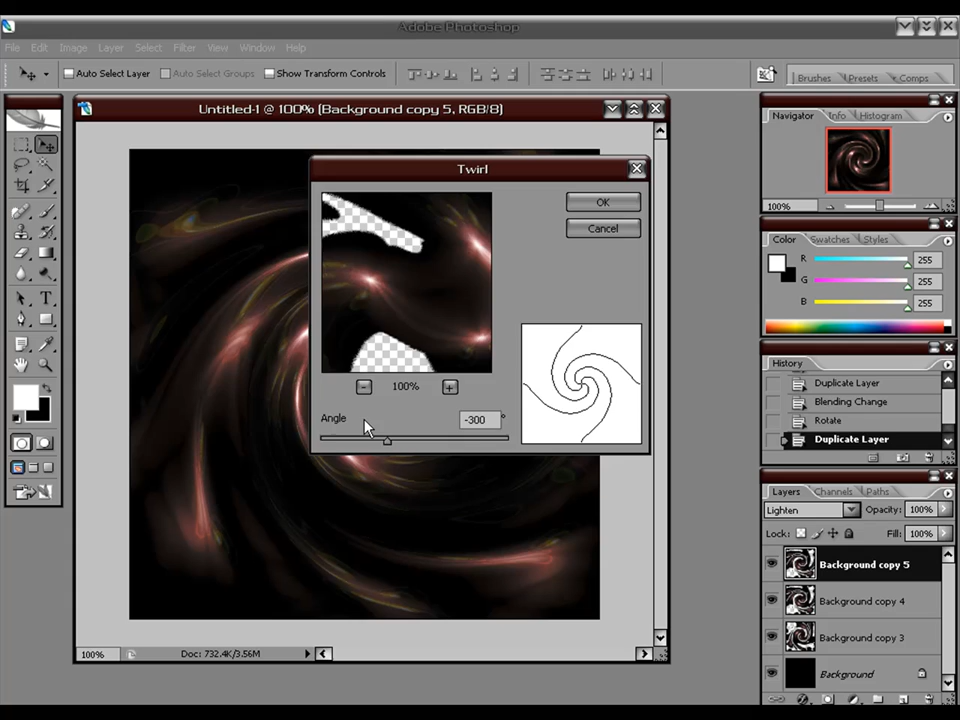 Adobe Photoshop
File Edit Image Layer Select Filter View Window Help
Auto Select Layer Auto Select Groups Show Transform Controls
Brushes Presets Comps
Untitled-1 @ 100% (Background copy 5, RGB/8)
Navigator Info Histogram
100%
Twirl
OK
Cancel
100%
Angle -300 °
Color Swatches Styles
R 255
G 255
B 255
History
Duplicate Layer
Blending Change
Rotate
Duplicate Layer
Layers Channels Paths
Lighten Opacity: 100%
Lock: Fill: 100%
Background copy 5
Background copy 4
Background copy 3
Background
100% Doc: 732.4K/3.56M